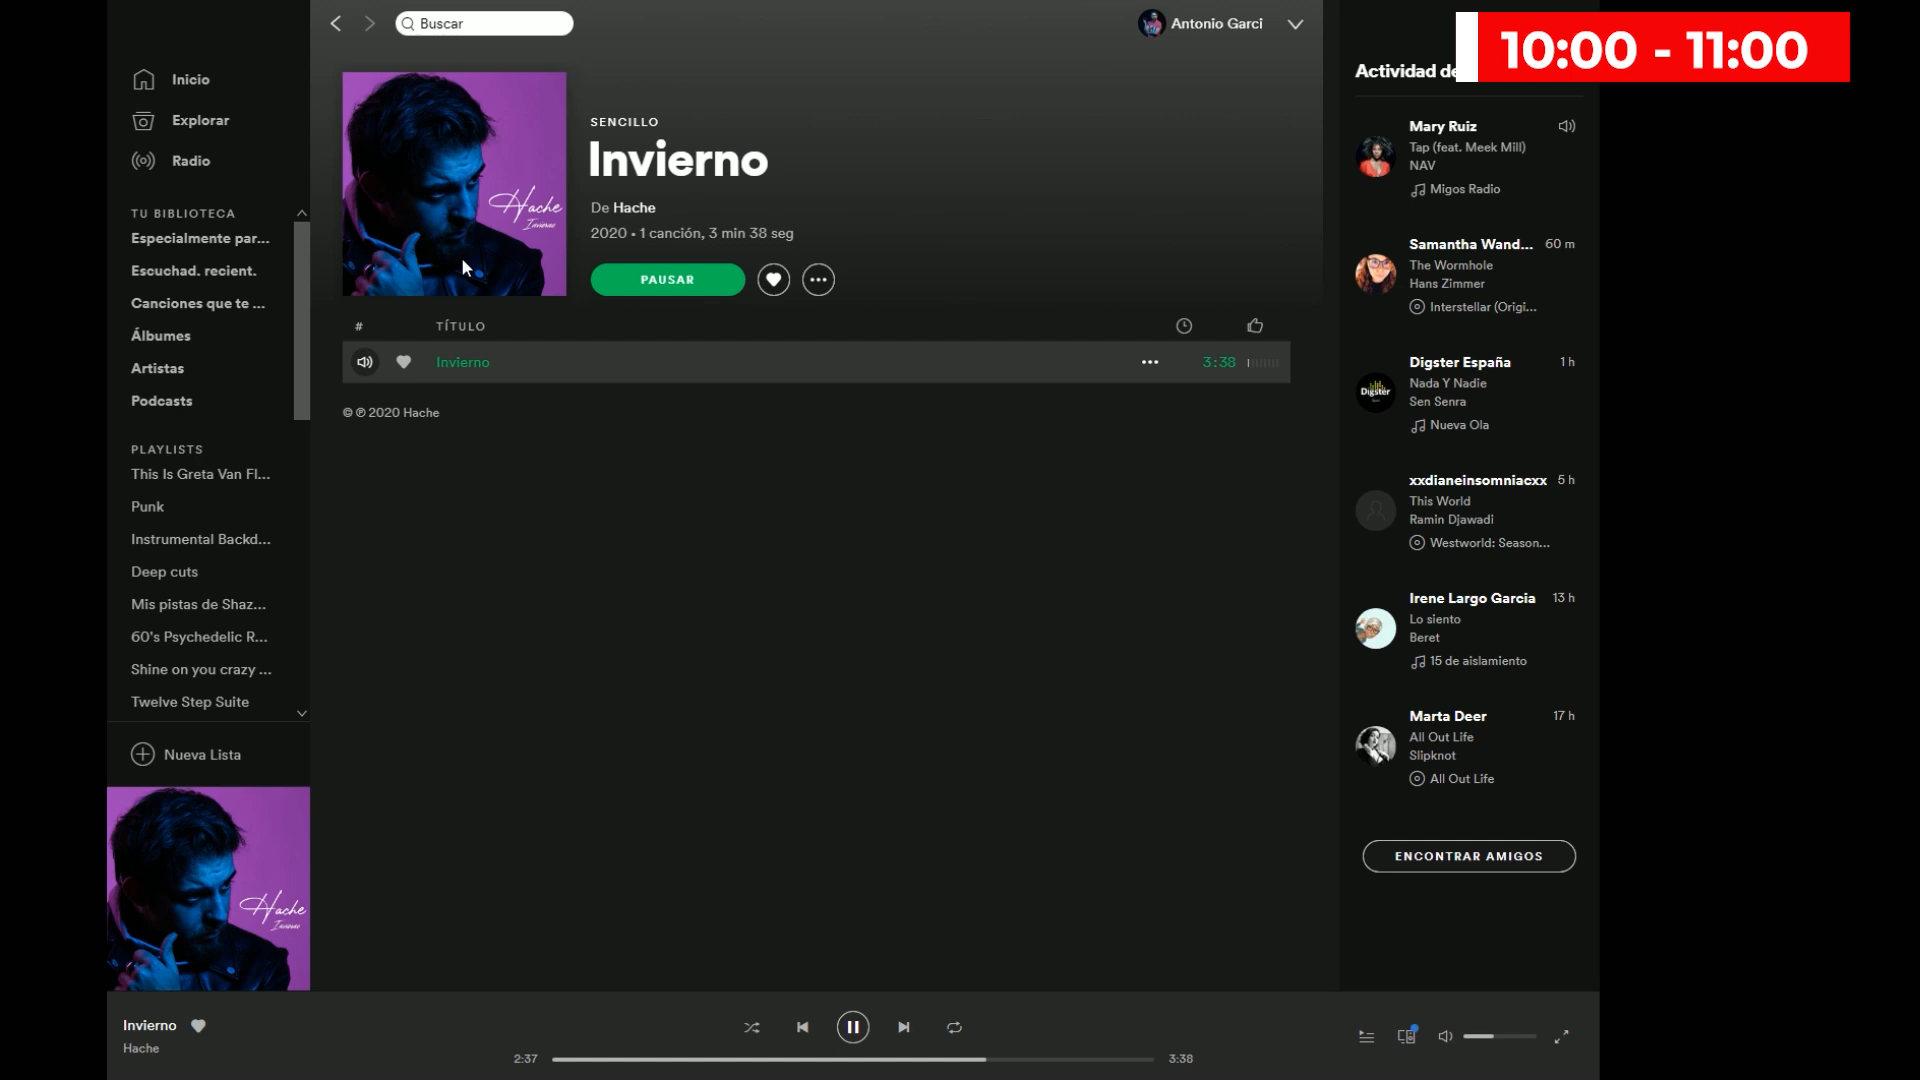 Buscar
Antonio Garci
10:00 - 11:00
Inicio
Explorar
Radio
TU BIBLIOTECA
Especialmente par...
Escuchad. recient.
Canciones que te ...
Álbumes
Artistas
Podcasts
PLAYLISTS
This Is Greta Van Fl...
Punk
Instrumental Backd...
Deep cuts
Mis pistas de Shaz...
60's Psychedelic R...
Shine on you crazy ...
Twelve Step Suite
Nueva Lista
Hache
Invierno
SENCILLO
Invierno
De Hache
2020 • 1 canción, 3 min 38 seg
PAUSAR
# TÍTULO
Invierno 3:38
© ℗ 2020 Hache
Actividad de
Mary Ruiz
Tap (feat. Meek Mill)
NAV
Migos Radio
Samantha Wand... 60 m
The Wormhole
Hans Zimmer
Interstellar (Origi...
Digster
Digster España 1 h
Nada Y Nadie
Sen Senra
Nueva Ola
xxdianeinsomniacxx 5 h
This World
Ramin Djawadi
Westworld: Season...
Irene Largo Garcia 13 h
Lo siento
Beret
15 de aislamiento
Marta Deer 17 h
All Out Life
Slipknot
All Out Life
ENCONTRAR AMIGOS
Hache
Invierno
Invierno
Hache
2:37 3:38